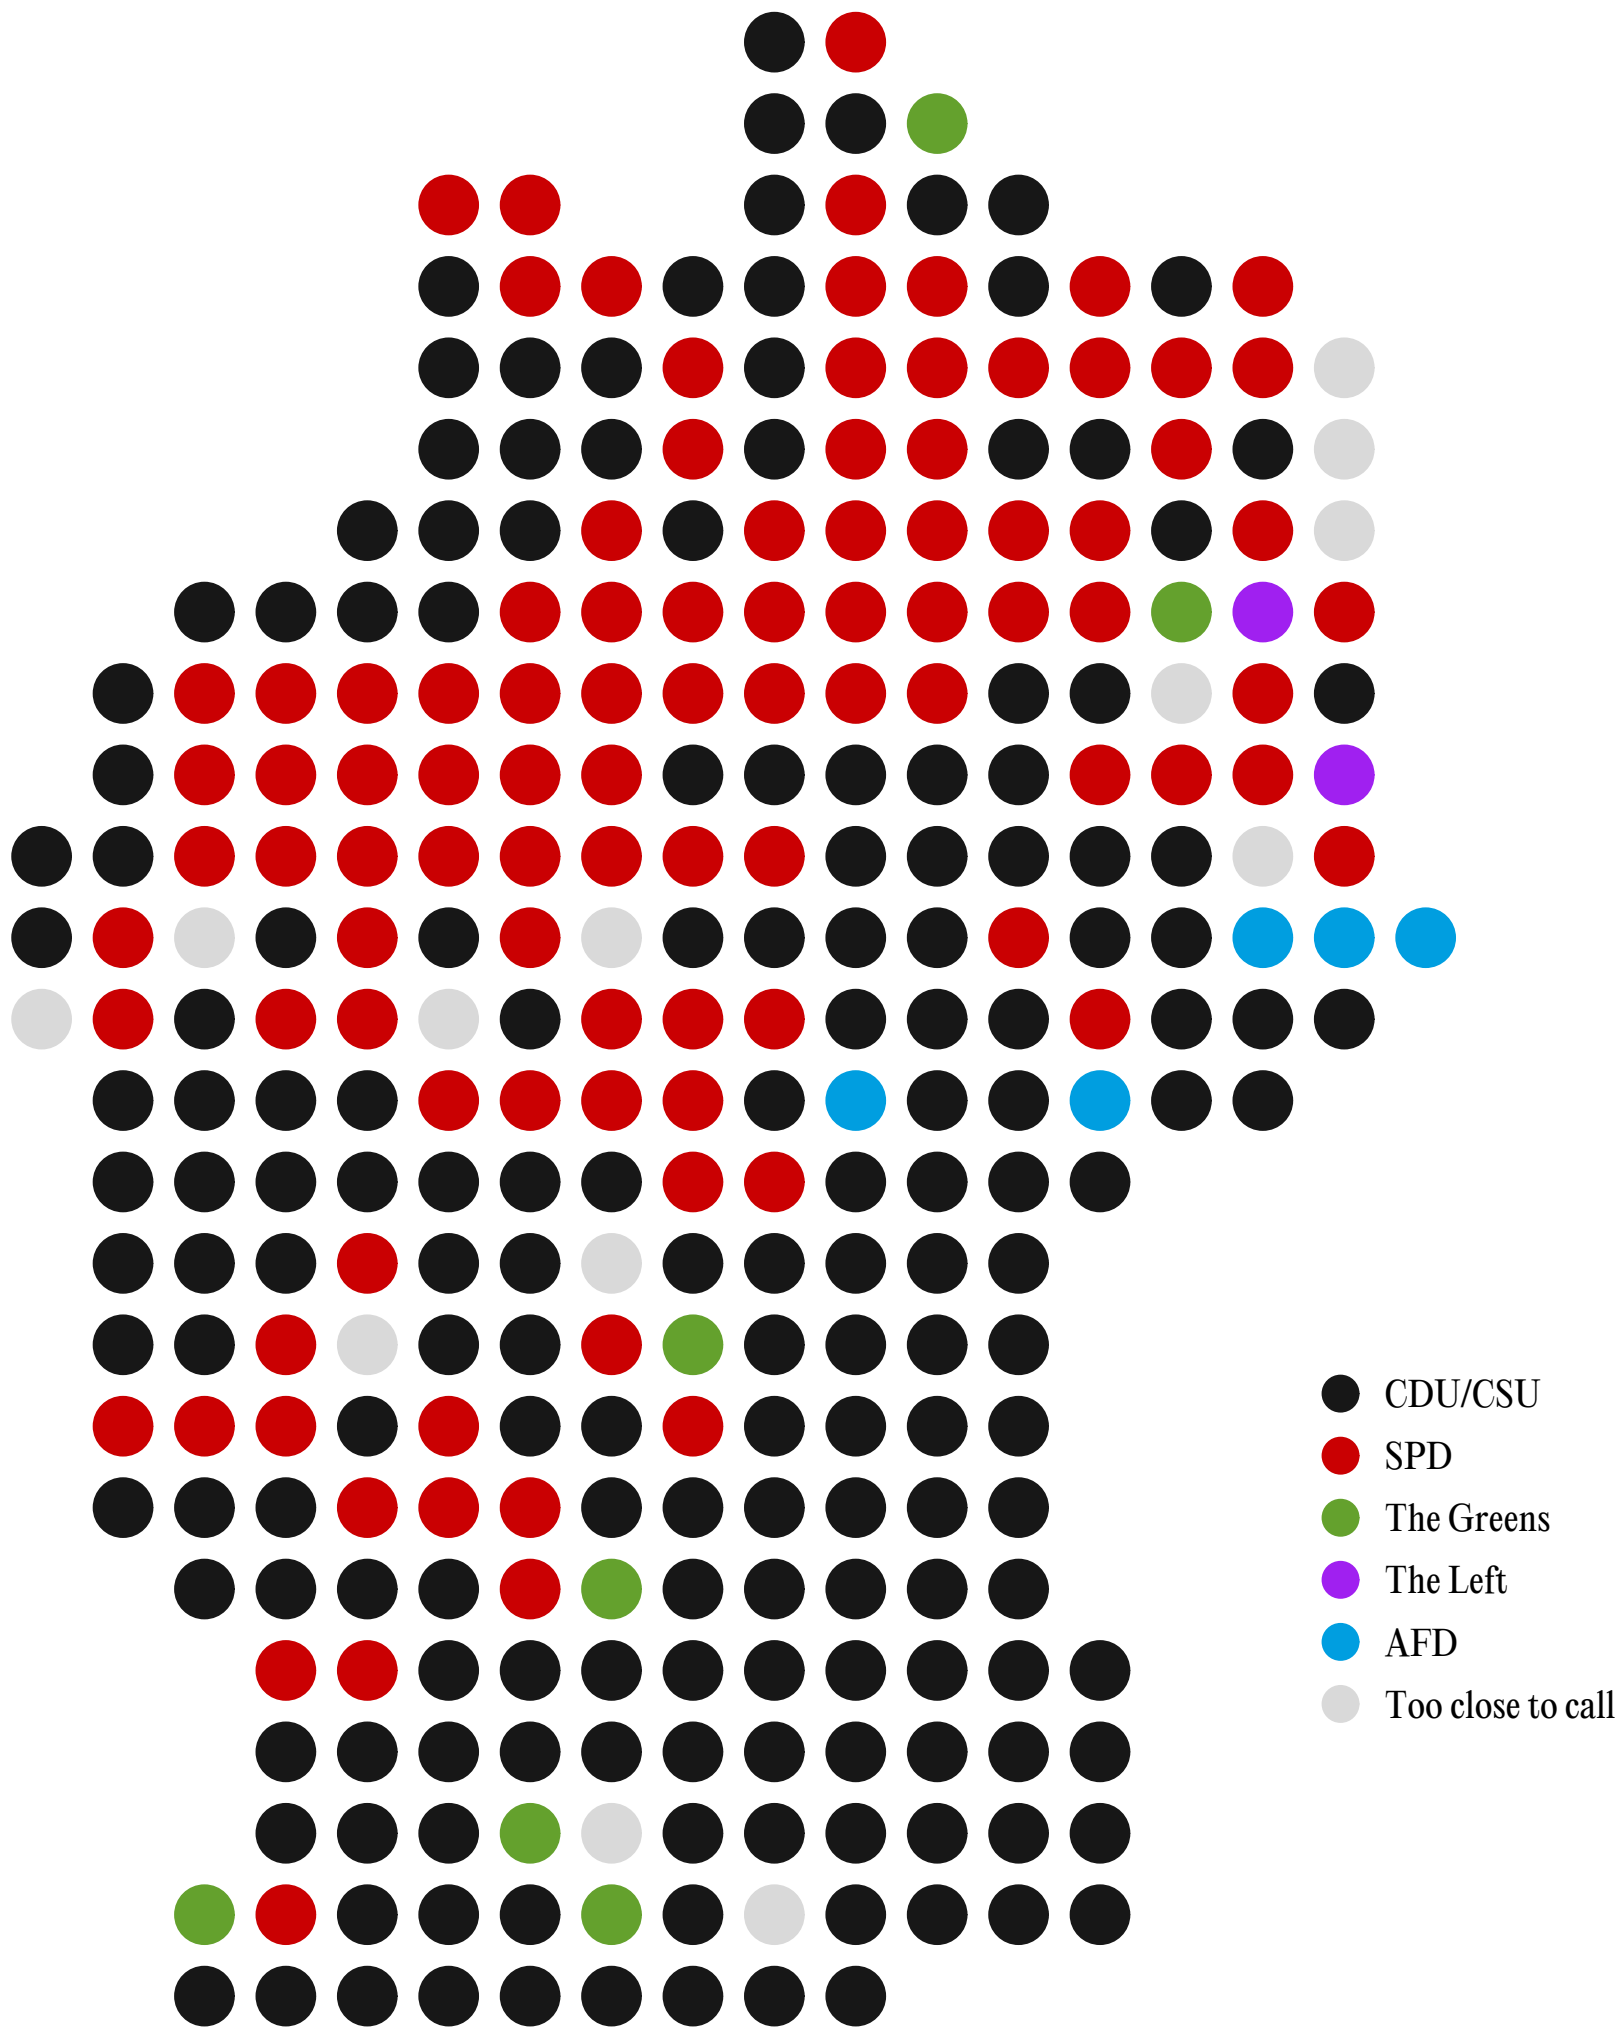 CDU/CSU
SPD
The Greens
The Left
AFD
Too close to call